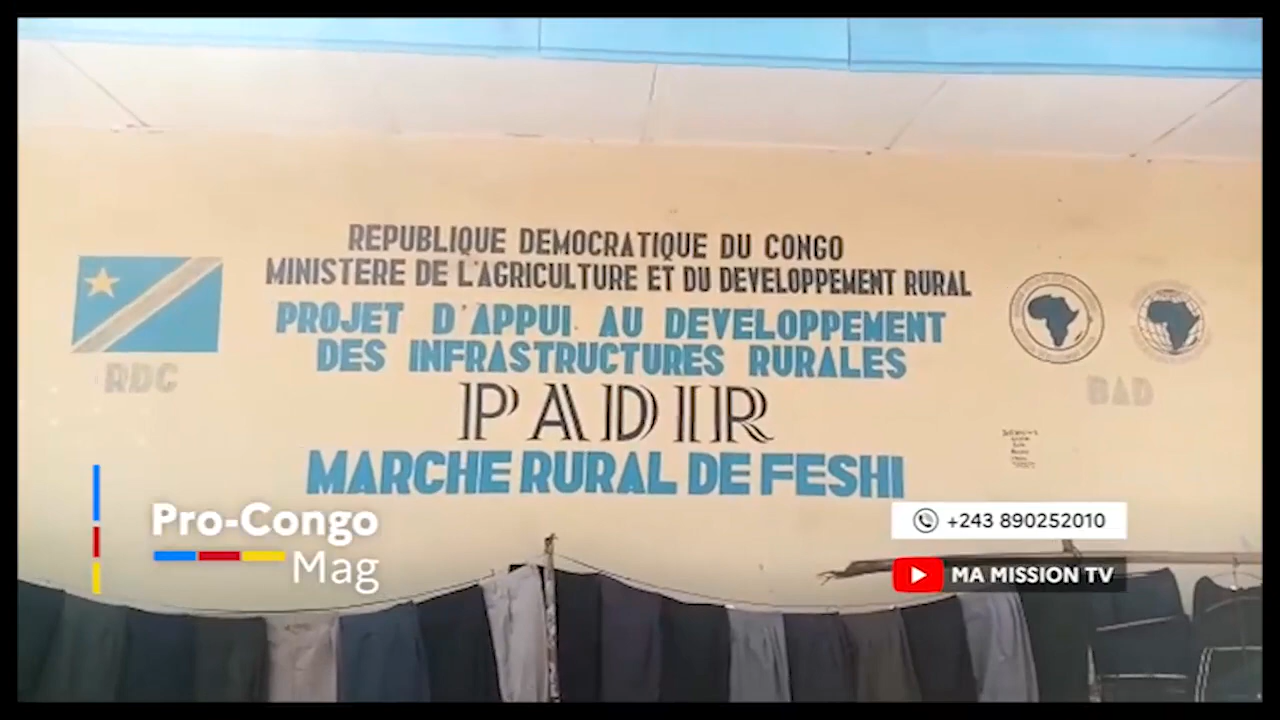 REPUBLIQUE DEMOCRATIQUE DU CONGO
MINISTERE DE L'AGRICULTURE ET DU DEVELOPPEMENT RURAL
PROJET D'APPUI AU DEVELOPPEMENT
DES INFRASTRUCTURES RURALES
PADIR
MARCHE RURAL DE FESHI
RDC
BAD
Pro-Congo
Mag
+243 890252010
MA MISSION TV